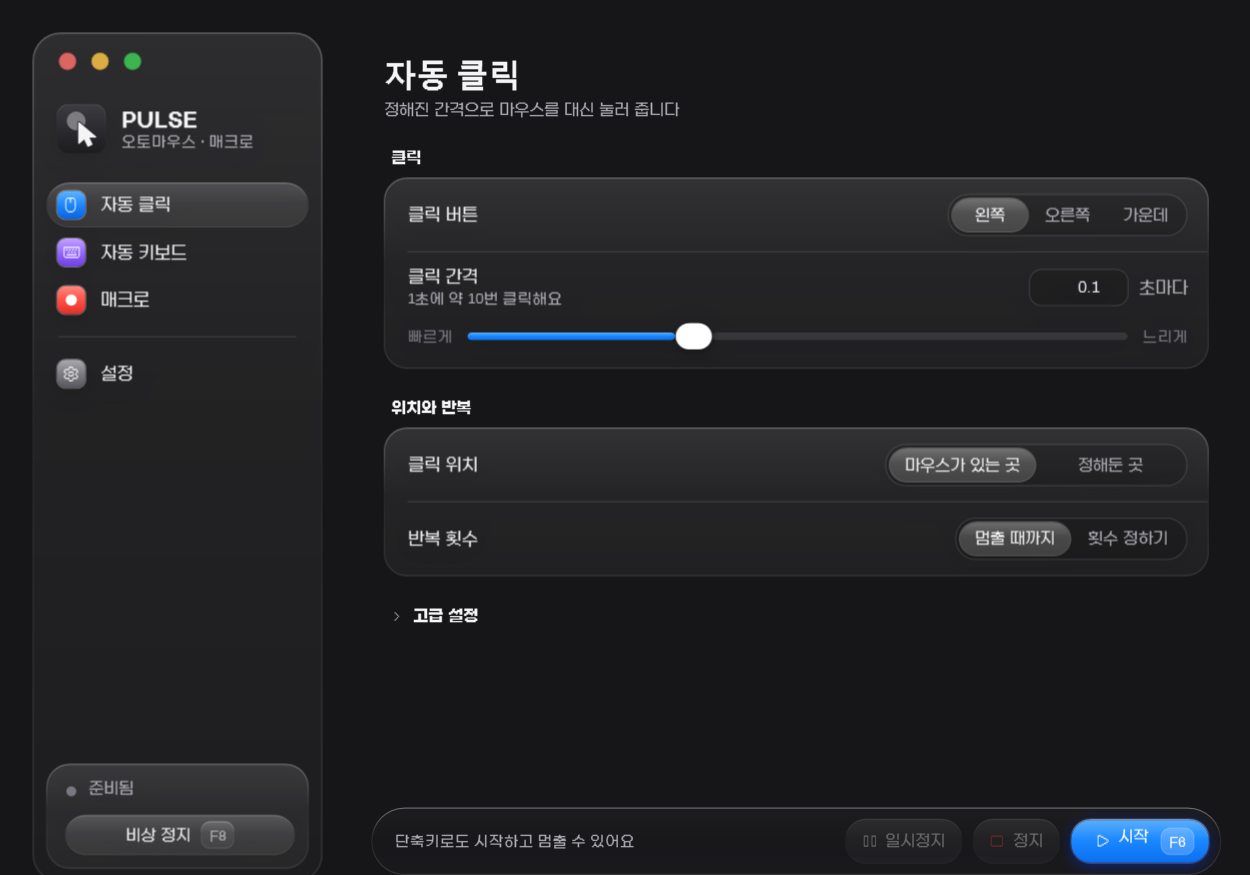 PULSE
오토마우스 · 매크로
자동 클릭
자동 키보드
매크로
설정
준비됨
비상 정지 F8
자동 클릭
정해진 간격으로 마우스를 대신 눌러 줍니다
클릭
클릭 버튼 왼쪽 오른쪽 가운데
클릭 간격
1초에 약 10번 클릭해요
0.1 초마다
빠르게 느리게
위치와 반복
클릭 위치 마우스가 있는 곳 정해둔 곳
반복 횟수 멈출 때까지 횟수 정하기
고급 설정
단축키로도 시작하고 멈출 수 있어요 일시정지 정지 시작 F6